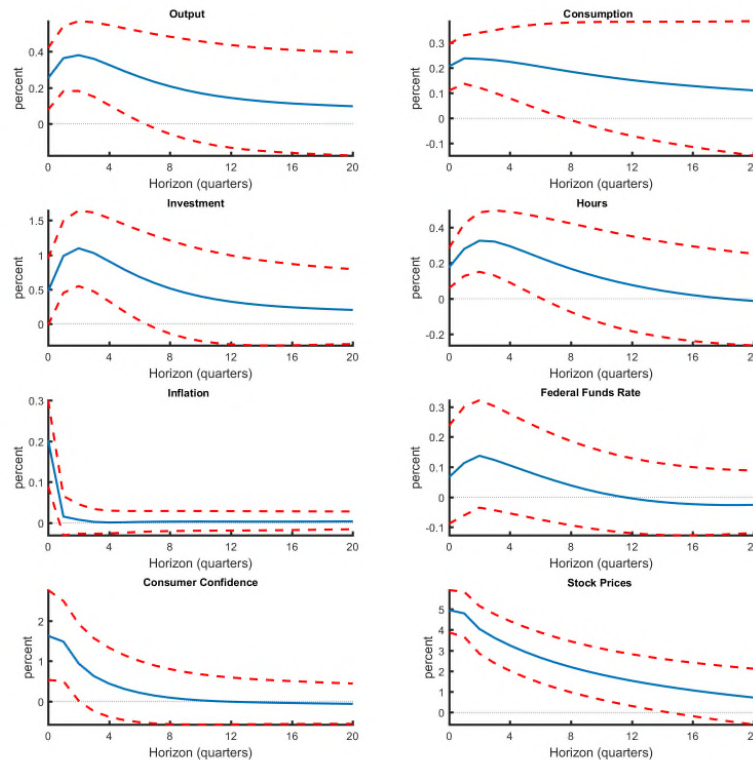 Output
percent
0.4
0.2
0
0 4 8 12 16 20
Horizon (quarters)
Consumption
percent
0.3
0.2
0.1
0
-0.1
0 4 8 12 16
Horizon (quarters)
Investment
percent
1.5
1
0.5
0
0 4 8 12 16 20
Horizon (quarters)
Hours
percent
0.4
0.2
0
-0.2
0 4 8 12 16
Horizon (quarters)
Inflation
percent
0.3
0.2
0.1
0
0 4 8 12 16 20
Horizon (quarters)
Federal Funds Rate
percent
0.3
0.2
0.1
0
-0.1
0 4 8 12 16
Horizon (quarters)
Consumer Confidence
percent
2
1
0
0 4 8 12 16 20
Horizon (quarters)
Stock Prices
percent
5
4
3
2
1
0
0 4 8 12 16
Horizon (quarters)